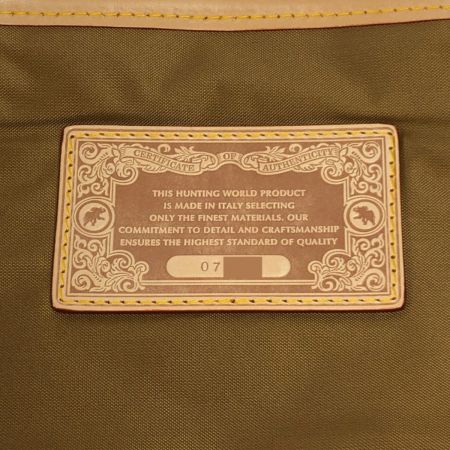 CERTIFICATE OF AUTHENTICITY
THIS HUNTING WORLD PRODUCT
IS MADE IN ITALY SELECTING
ONLY THE FINEST MATERIALS. OUR
COMMITMENT TO DETAIL AND CRAFTSMANSHIP
ENSURES THE HIGHEST STANDARD OF QUALITY
07